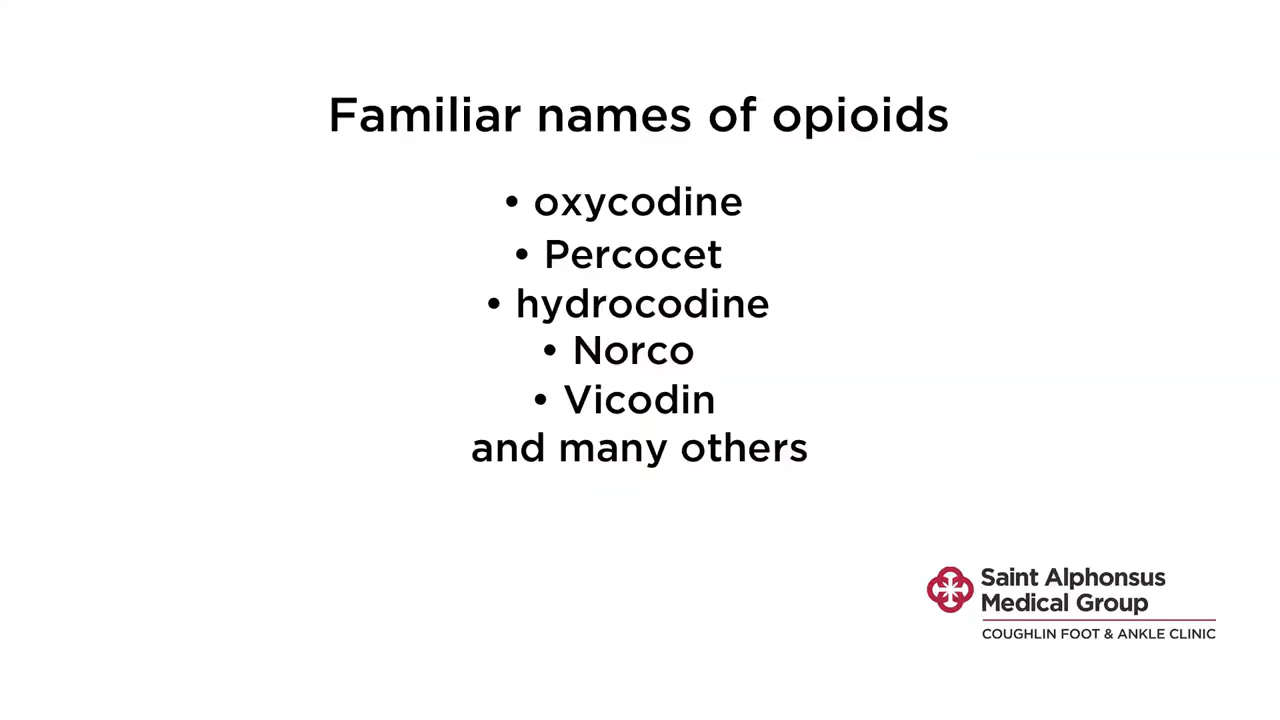 Familiar names of opioids
• oxycodine
• Percocet
• hydrocodine
• Norco
• Vicodin
and many others
Saint Alphonsus
Medical Group
COUGHLIN FOOT & ANKLE CLINIC